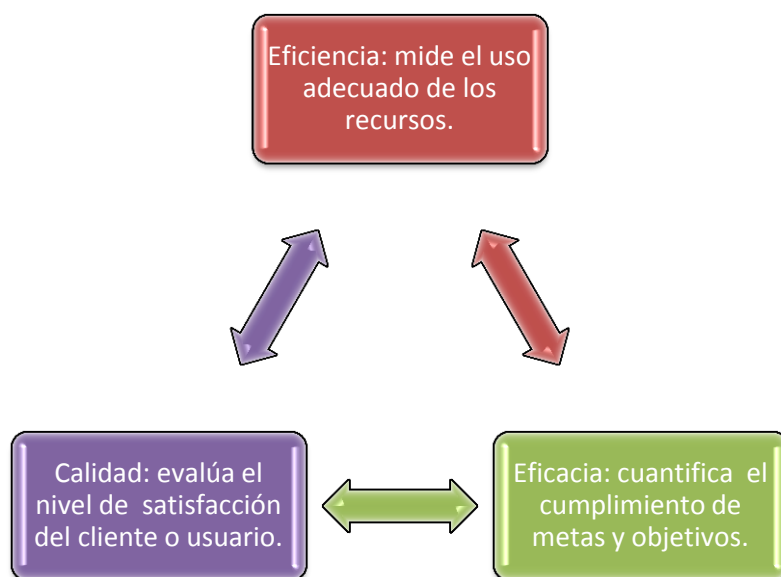 Eficiencia: mide el uso
adecuado de los
recursos.
Calidad: evalúa el
nivel de satisfacción
del cliente o usuario.
Eficacia: cuantifica el
cumplimiento de
metas y objetivos.